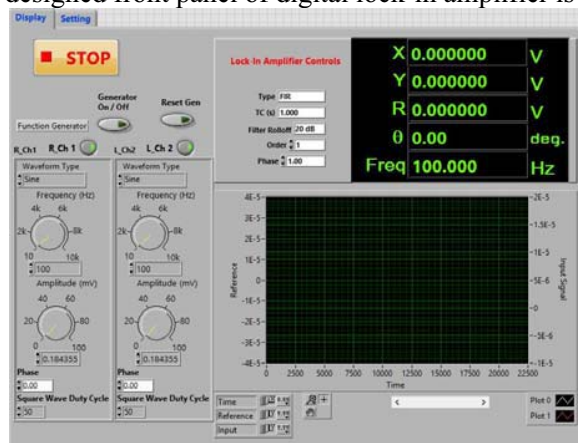 designed front panel of digital lock-in amplifier is
Display Setting
STOP
Generator
On / Off
Reset Gen
Function Generator
R_Ch1 R_Ch 1 L_Ch2 L_Ch 2
Waveform Type Waveform Type
Sine Sine
Frequency (Hz) Frequency (Hz)
4k 6k 4k 6k
2k 8k 2k 8k
10 10k 10 10k
100 100
Amplitude (mV) Amplitude (mV)
40 60 40 60
20 80 20 80
0 100 0 100
0.184355 0.184355
Phase Phase
0.00 0.00
Square Wave Duty Cycle Square Wave Duty Cycle
50 50
Lock-In Amplifier Controls
Type FIR
TC (s) 1.000
Filter Rolloff 20 dB
Order 1
Phase 1.00
X 0.000000 V
Y 0.000000 V
R 0.000000 V
θ 0.00 deg.
Freq 100.000 Hz
4E-5
3E-5
2E-5
1E-5
0
-1E-5
-2E-5
-3E-5
-4E-5
Reference
-2E-5
-1.5E-5
-1E-5
-5E-6
-0
-5E-6
-1E-5
Input Signal
0 2500 5000 7500 10000 12500 15000 17500 20000 22500
Time
Time
Reference
Input
Plot 0
Plot 1